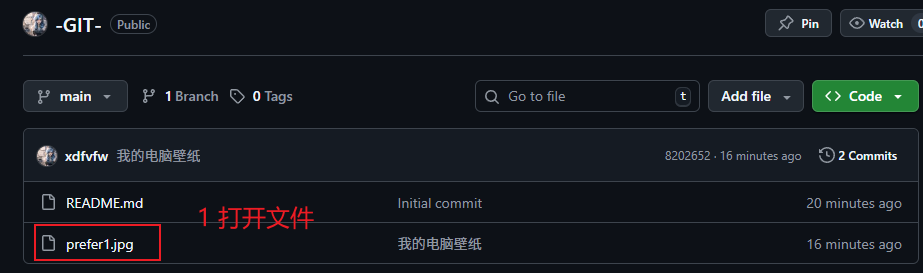 -GIT- Public Pin Watch
main 1 Branch 0 Tags Go to file t Add file Code
xdfvfw 我的电脑壁纸 8202652 · 16 minutes ago 2 Commits
README.md Initial commit 20 minutes ago
1 打开文件
prefer1.jpg 我的电脑壁纸 16 minutes ago